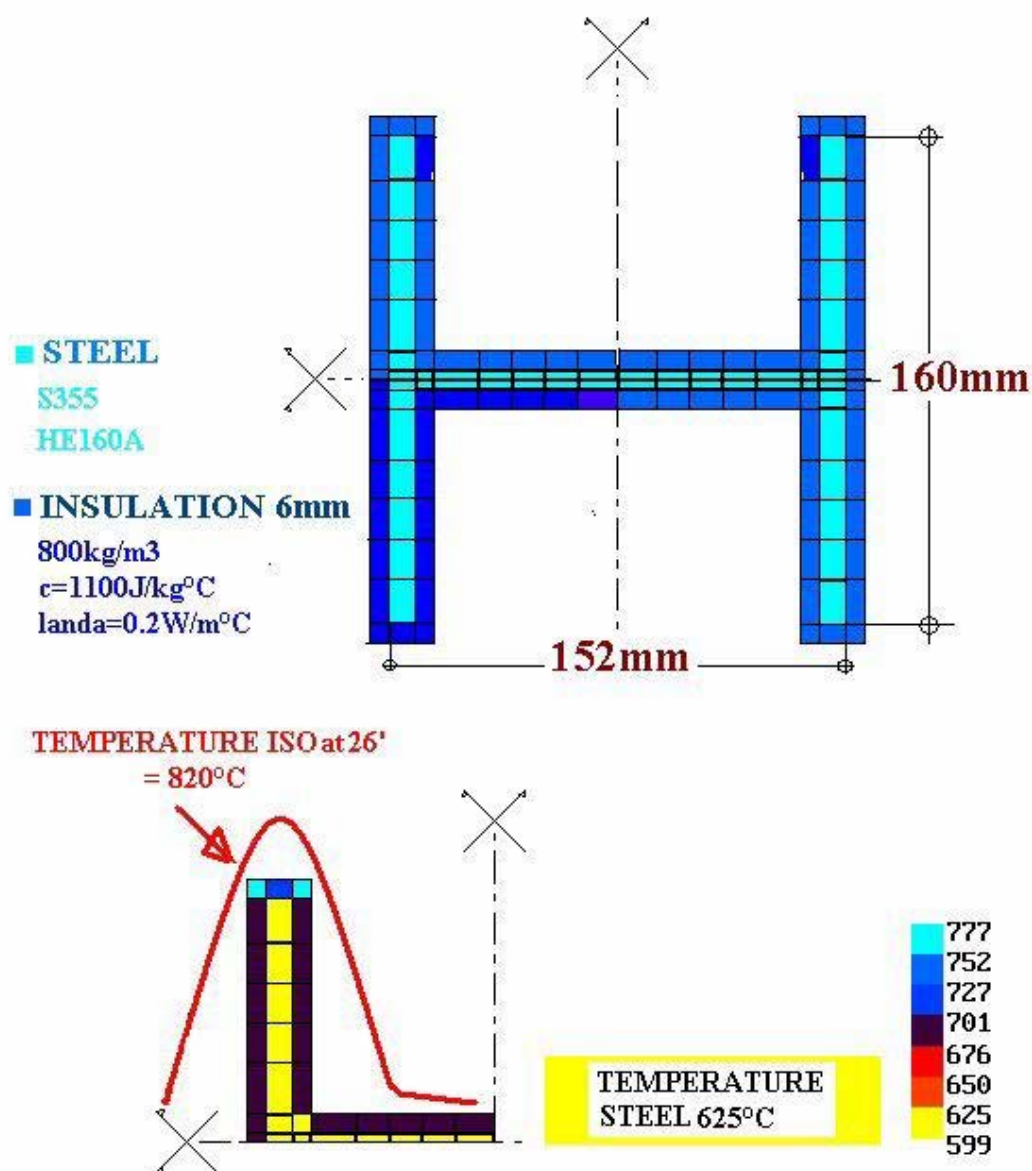 STEEL
S355
HE160A
INSULATION 6mm
800kg/m3
c=1100J/kg°C
landa=0.2W/m°C
160mm
152mm
TEMPERATURE ISO at 26'
= 820°C
777
752
727
701
676
650
625
599
TEMPERATURE
STEEL 625°C